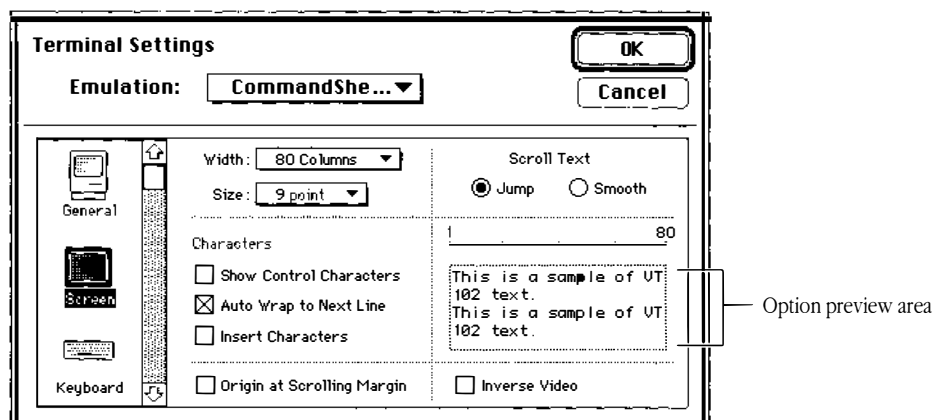 Terminal Settings
OK
Emulation: CommandShe...
Cancel
General
Screen
Keyboard
Width: 80 Columns
Size: 9 point
Scroll Text
Jump Smooth
Characters
Show Control Characters
Auto Wrap to Next Line
Insert Characters
1 80
This is a sample of VT
102 text.
This is a sample of VT
102 text.
Option preview area
Origin at Scrolling Margin
Inverse Video